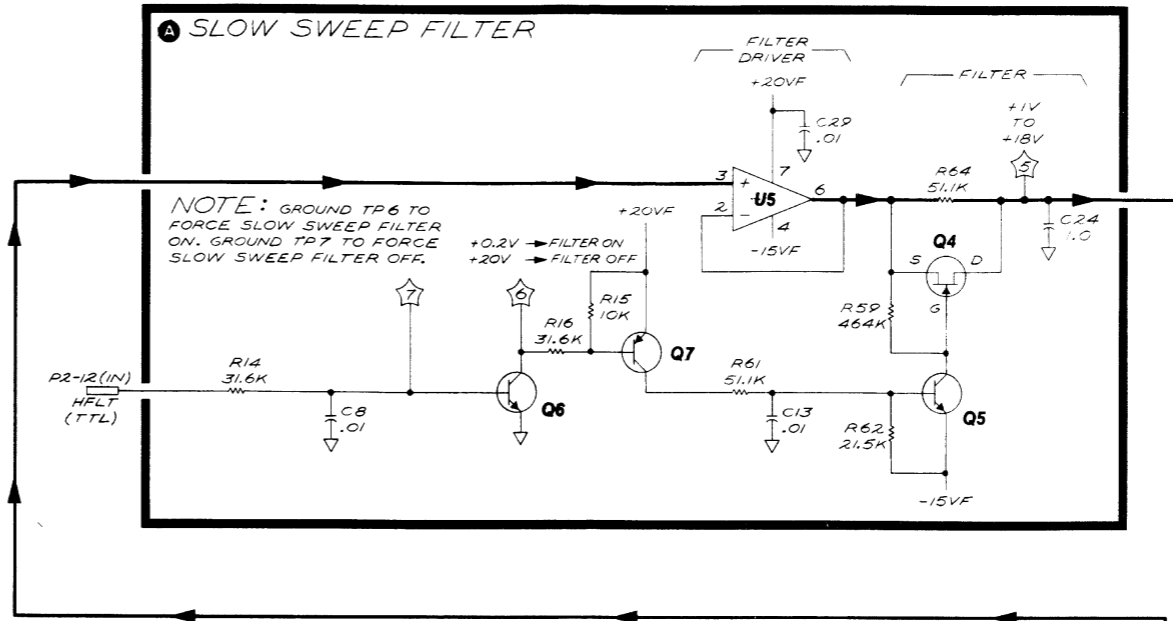 A SLOW SWEEP FILTER
FILTER
DRIVER
+20VF
C29
.01
FILTER
+1V
TO
+18V
5
R64
51.1K
C24
1.0
3
+
2
−
U5
7
6
4
-15VF
NOTE: GROUND TP6 TO
FORCE SLOW SWEEP FILTER
ON. GROUND TP7 TO FORCE
SLOW SWEEP FILTER OFF.
+0.2V → FILTER ON
+20V → FILTER OFF
+20VF
7
6
R15
10K
R16
31.6K
Q7
Q4
S
D
G
R59
464K
P2-12(IN)
HFLT
(TTL)
R14
31.6K
C8
.01
Q6
R61
51.1K
C13
.01
R62
21.5K
Q5
-15VF